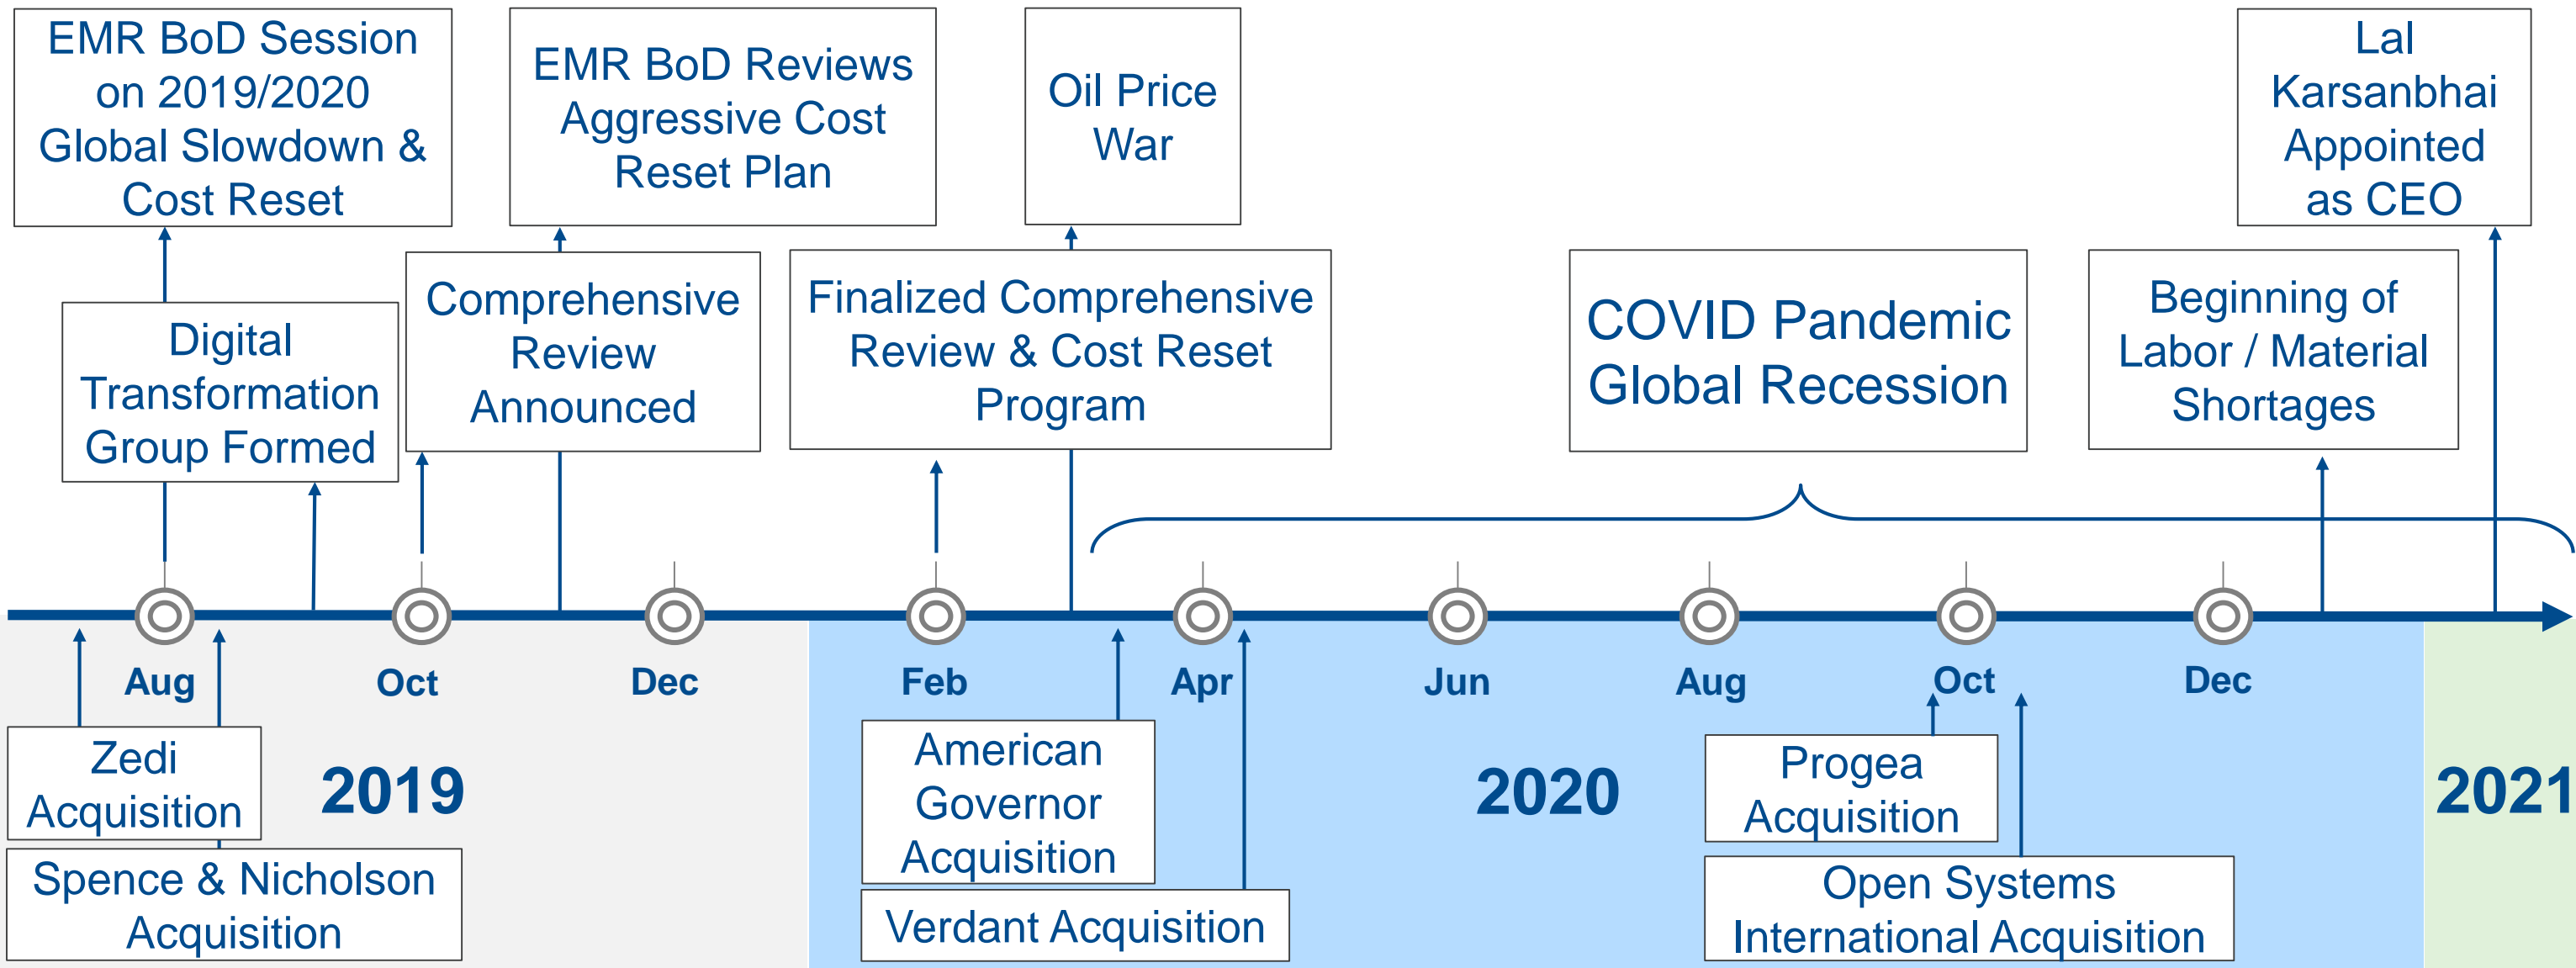 EMR BoD Session
on 2019/2020
Global Slowdown &
Cost Reset
EMR BoD Reviews
Aggressive Cost
Reset Plan
Oil Price
War
Lal
Karsanbhai
Appointed
as CEO
Digital
Transformation
Group Formed
Comprehensive
Review
Announced
Finalized Comprehensive
Review & Cost Reset
Program
COVID Pandemic
Global Recession
Beginning of
Labor / Material
Shortages
Aug
Oct
Dec
Feb
Apr
Jun
Aug
Oct
Dec
Zedi
Acquisition
2019
Spence & Nicholson
Acquisition
American
Governor
Acquisition
Verdant Acquisition
2020
Progea
Acquisition
Open Systems
International Acquisition
2021